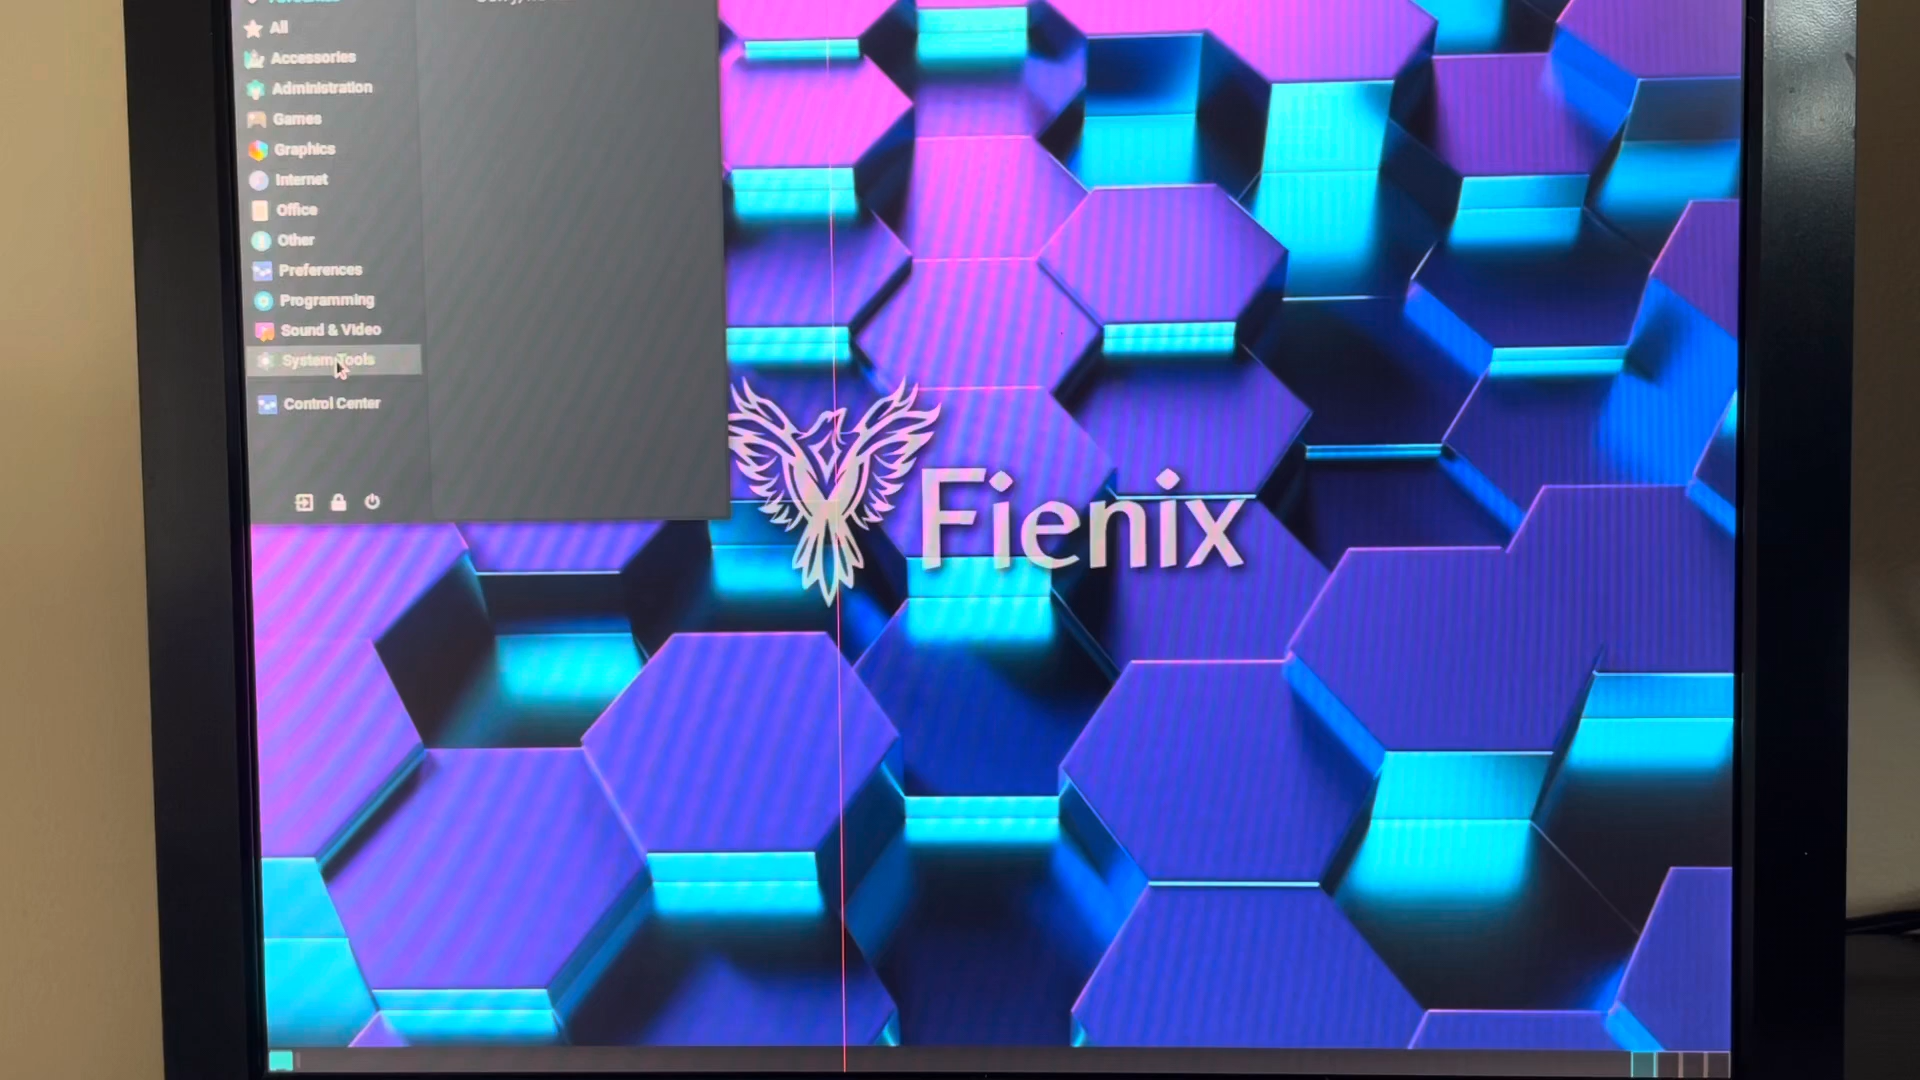 All
Accessories
Administration
Games
Graphics
Internet
Office
Other
Preferences
Programming
Sound & Video
System Tools
Control Center
Fienix